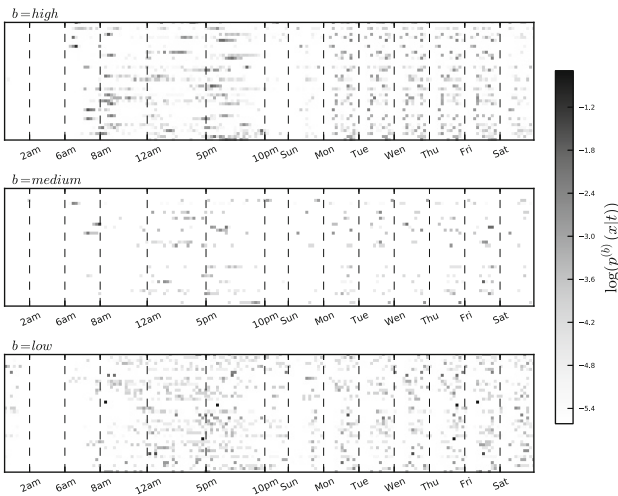 b=high
2am 6am 8am 12am 5pm 10pm Sun Mon Tue Wen Thu Fri Sat
b=medium
2am 6am 8am 12am 5pm 10pm Sun Mon Tue Wen Thu Fri Sat
b=low
2am 6am 8am 12am 5pm 10pm Sun Mon Tue Wen Thu Fri Sat
−1.2
−1.8
−2.4
−3.0
−3.6
−4.2
−4.8
−5.4
log(p^(b)(x|t))